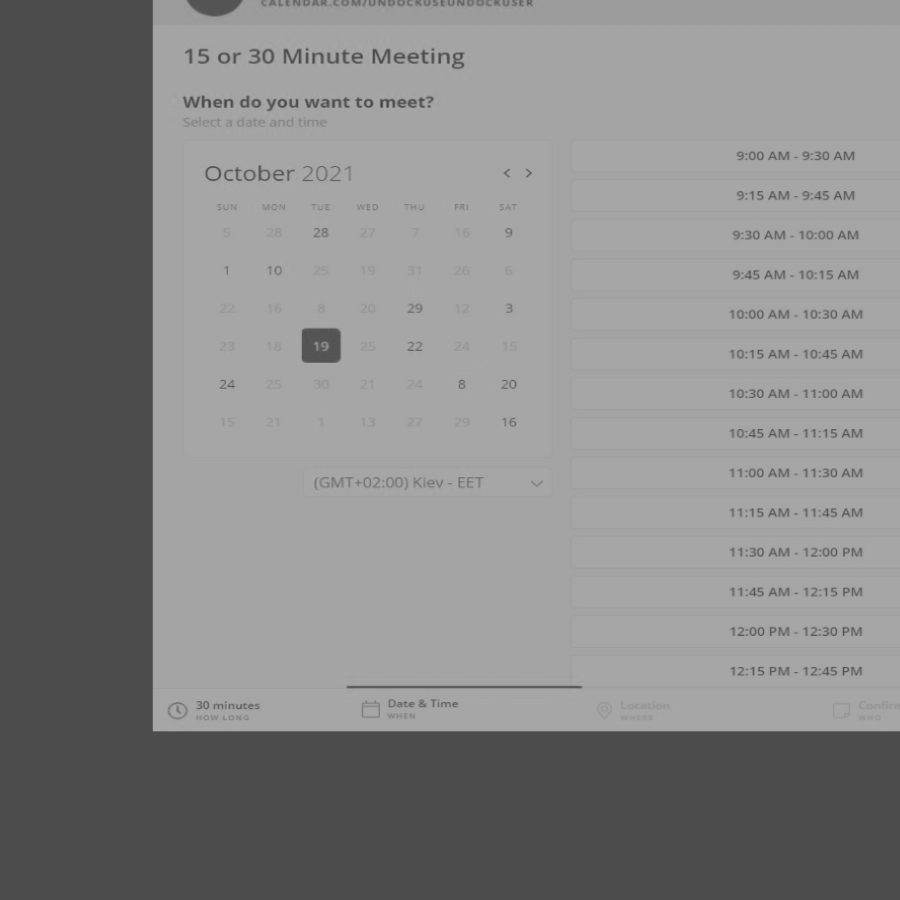 CALENDAR.COM/UNDOCKUSEUNDOCKUSER
15 or 30 Minute Meeting
When do you want to meet?
Select a date and time
October 2021 < >
SUN MON TUE WED THU FRI SAT
5 28 28 27 7 16 9
1 10 25 19 31 26 6
22 16 8 20 29 12 3
23 18 19 25 22 24 15
24 25 30 21 24 8 20
15 21 1 13 27 29 16
(GMT+02:00) Kiev - EET
9:00 AM - 9:30 AM
9:15 AM - 9:45 AM
9:30 AM - 10:00 AM
9:45 AM - 10:15 AM
10:00 AM - 10:30 AM
10:15 AM - 10:45 AM
10:30 AM - 11:00 AM
10:45 AM - 11:15 AM
11:00 AM - 11:30 AM
11:15 AM - 11:45 AM
11:30 AM - 12:00 PM
11:45 AM - 12:15 PM
12:00 PM - 12:30 PM
12:15 PM - 12:45 PM
30 minutes
HOW LONG
Date & Time
WHEN
Location
WHERE
Confirm
WHO